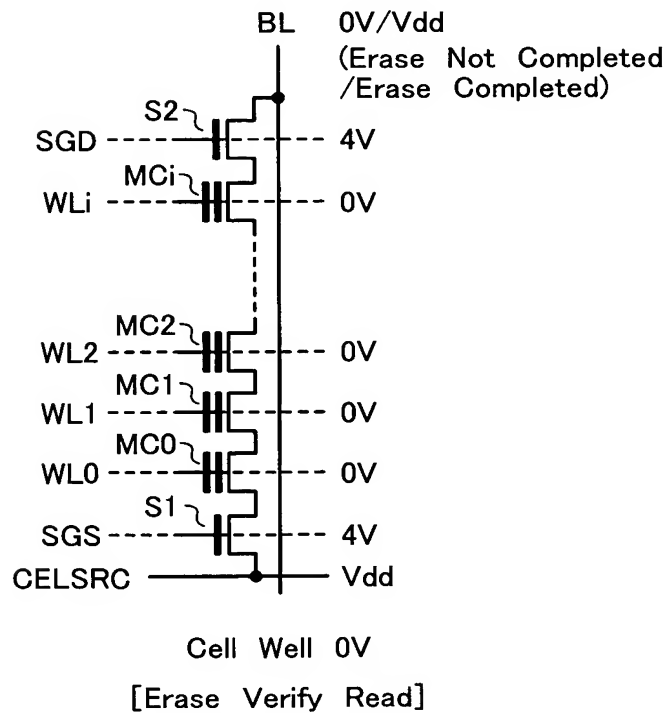 BL 0V/Vdd
(Erase Not Completed
/Erase Completed)
S2
SGD 4V
MCi
WLi 0V
MC2
WL2 0V
MC1
WL1 0V
MC0
WL0 0V
S1
SGS 4V
CELSRC Vdd
Cell Well 0V
[Erase Verify Read]